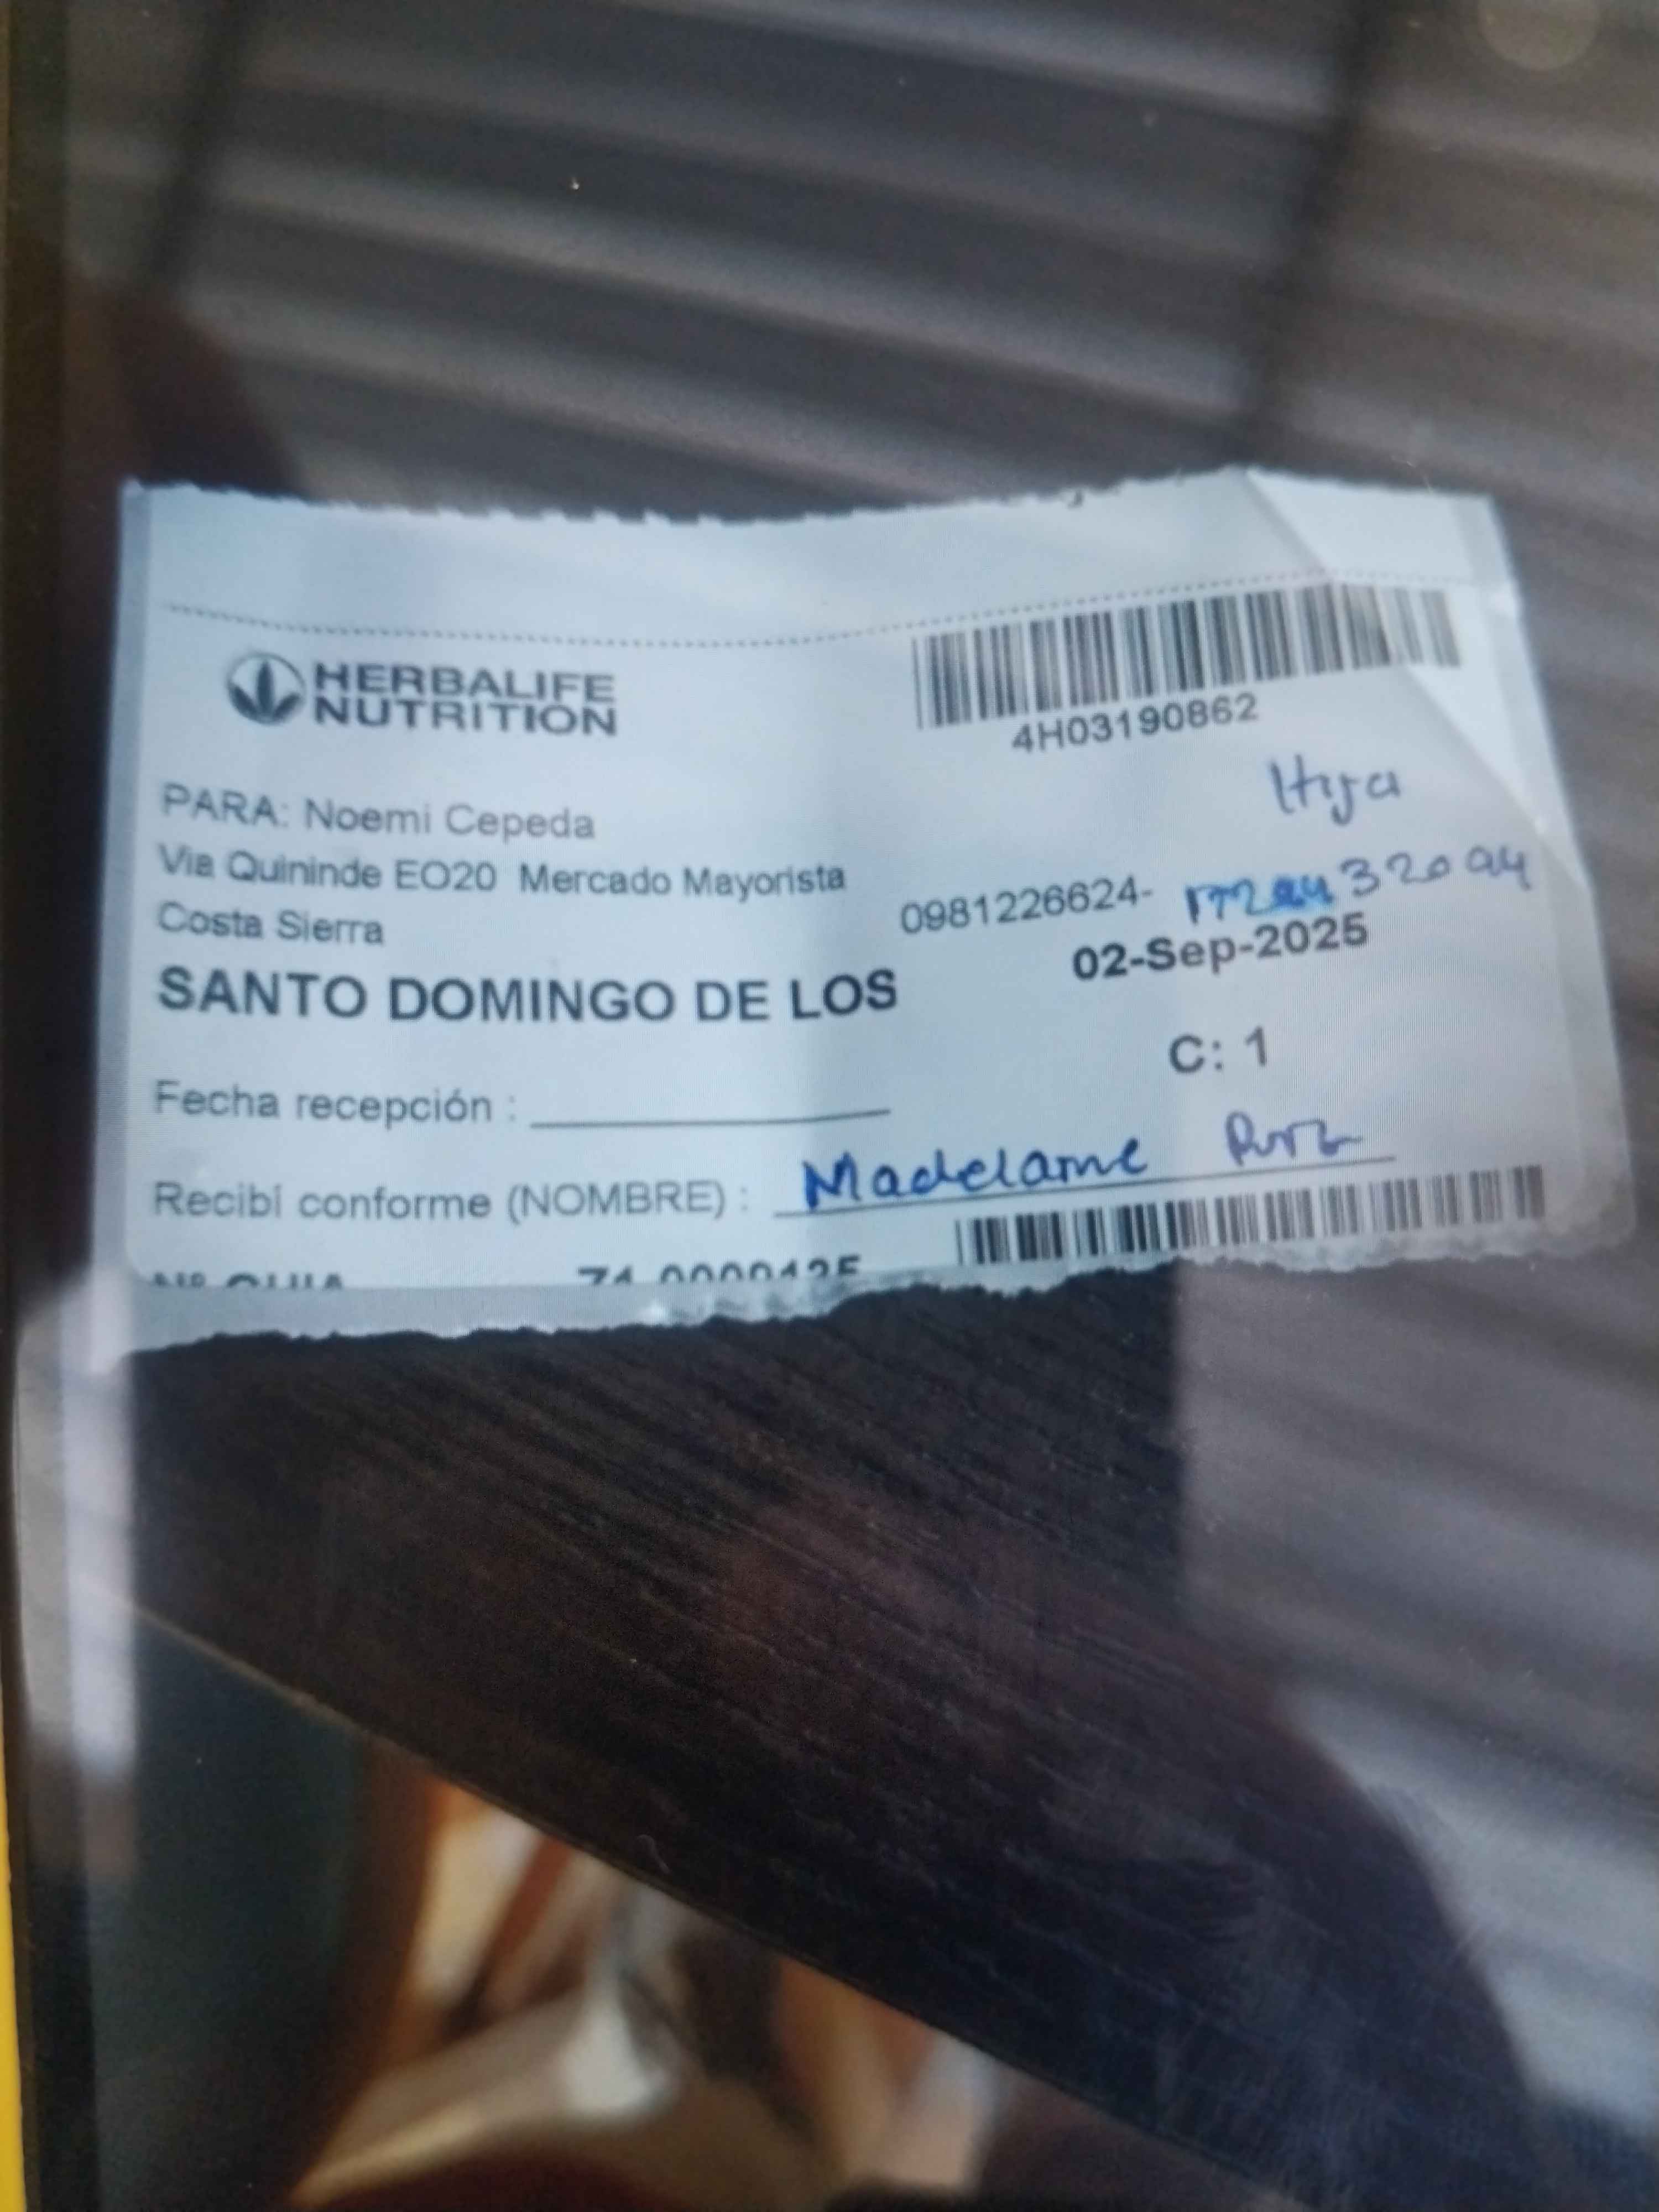 HERBALIFE
NUTRITION
4H03190862
Hija
PARA: Noemi Cepeda
Via Quininde EO20 Mercado Mayorista
Costa Sierra
0981226624-
02-Sep-2025
SANTO DOMINGO DE LOS
C: 1
Fecha recepción :
Recibí conforme (NOMBRE) : Madelame